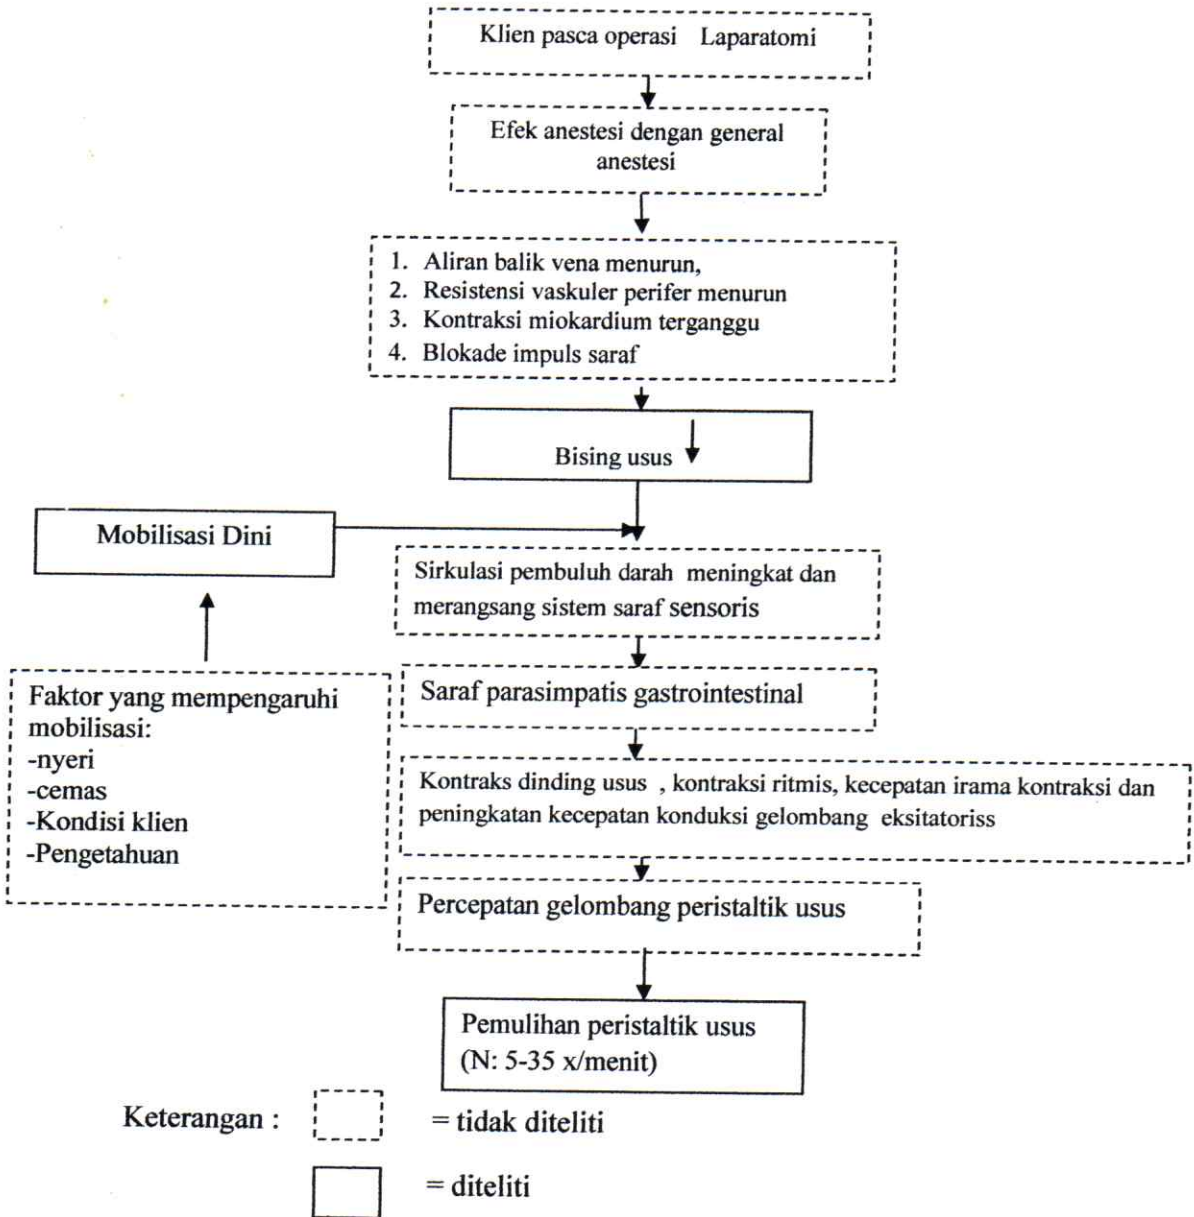 Klien pasca operasi Laparatomi
Efek anestesi dengan general
anestesi
1. Aliran balik vena menurun,
2. Resistensi vaskuler perifer menurun
3. Kontraksi miokardium terganggu
4. Blokade impuls saraf
Bising usus
Mobilisasi Dini
Sirkulasi pembuluh darah meningkat dan
merangsang sistem saraf sensoris
Faktor yang mempengaruhi
mobilisasi:
-nyeri
-cemas
-Kondisi klien
-Pengetahuan
Saraf parasimpatis gastrointestinal
Kontraks dinding usus , kontraksi ritmis, kecepatan irama kontraksi dan
peningkatan kecepatan konduksi gelombang eksitatoriss
Percepatan gelombang peristaltik usus
Pemulihan peristaltik usus
(N: 5-35 x/menit)
Keterangan :
= tidak diteliti
= diteliti